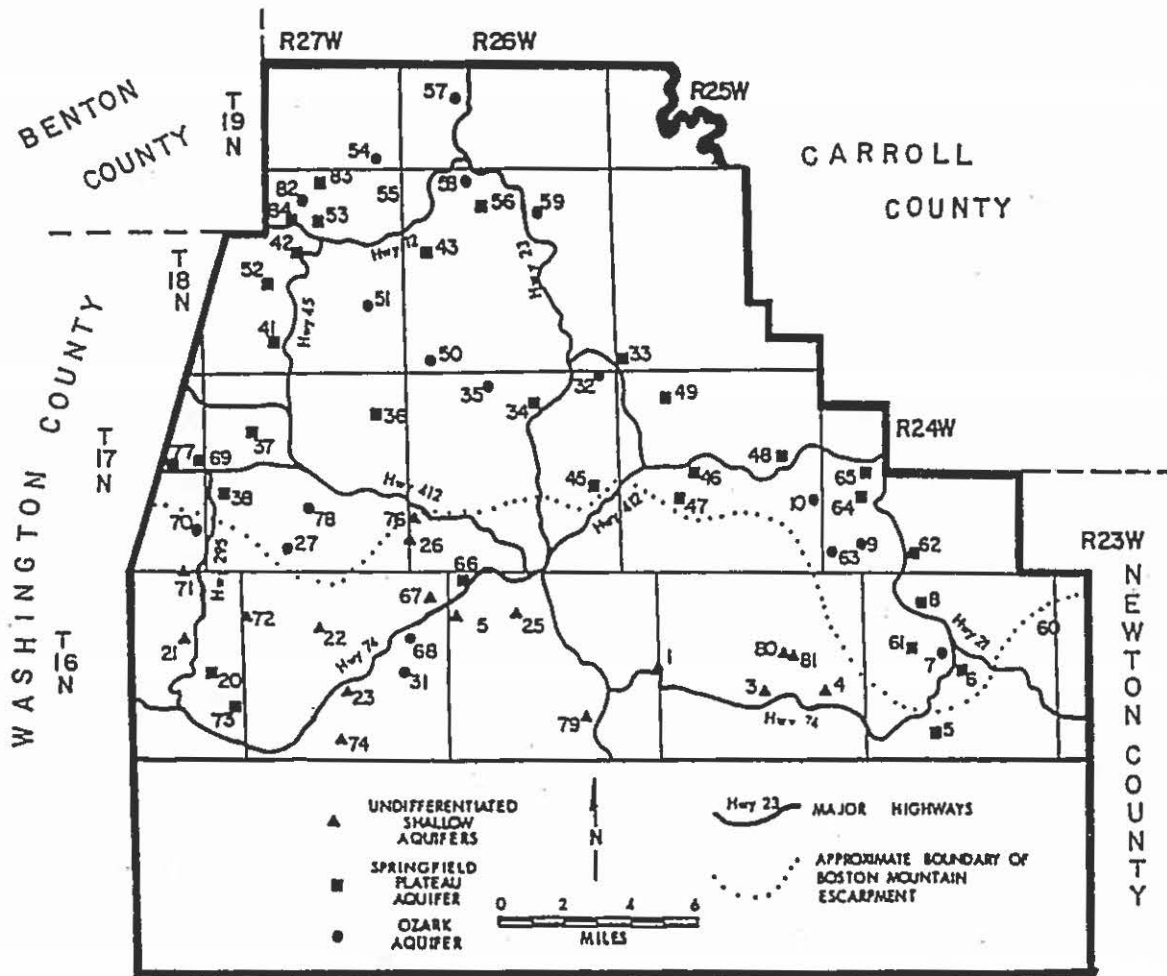 R27W
R26W
R25W
BENTON
COUNTY
T
19
N
57
54
CARROLL
COUNTY
83
82
55
58
84
53
56
59
42
Hwy 12
43
Hwy 23
T
18
N
52
51
Hwy 45
41
50
33
35
32
34
49
36
R24W
T
17
N
37
77
69
48
65
46
45
38
Hwy 412
47
10
64
78
76
Hwy 412
R23W
70
27
26
63
9
62
Hwy 295
66
71
67
8
72
5
25
Hwy 21
60
T
16
N
21
22
68
61
7
80
81
1
20
31
6
23
Hwy 74
3
4
73
79
Hwy 74
5
74
WASHINGTON COUNTY
NEWTON COUNTY
UNDIFFERENTIATED
SHALLOW
AQUIFERS
SPRINGFIELD
PLATEAU
AQUIFER
OZARK
AQUIFER
N
0 2 4 6
MILES
Hwy 23
MAJOR HIGHWAYS
APPROXIMATE BOUNDARY OF
BOSTON MOUNTAIN
ESCARPMENT